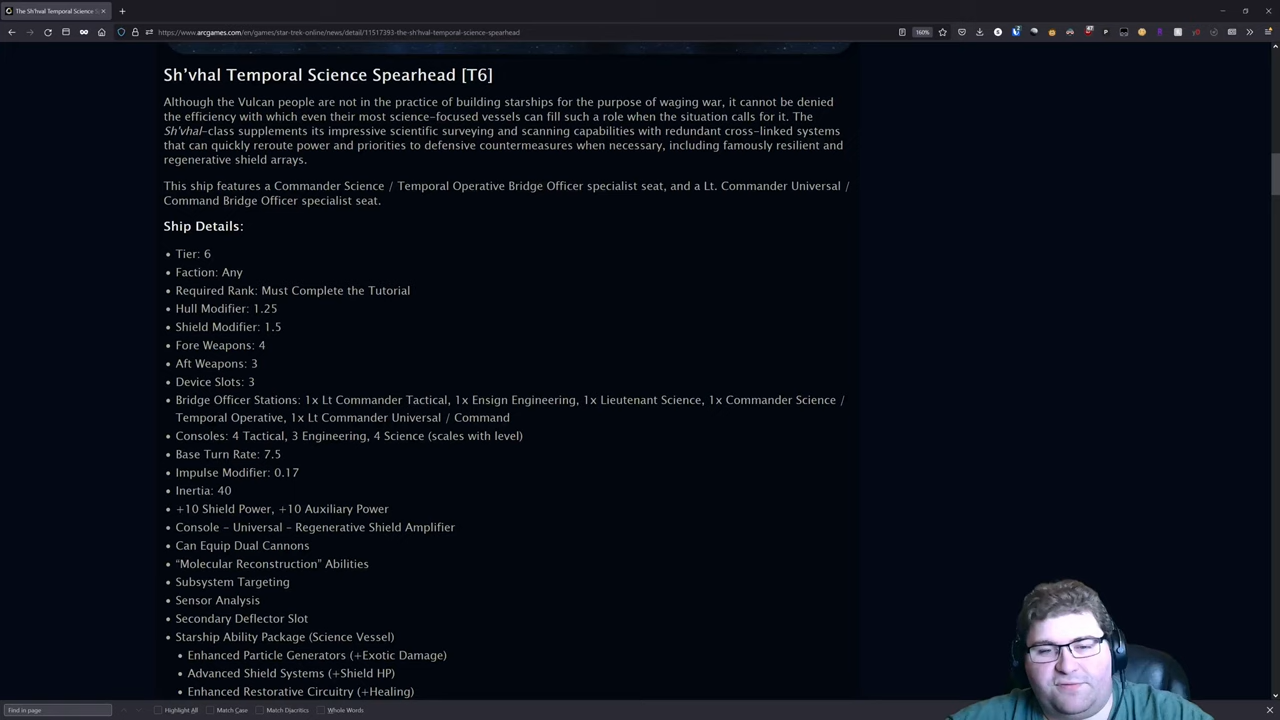 The Sh'hval Temporal Science S
https://www.arcgames.com/en/games/star-trek-online/news/detail/11517393-the-sh'hval-temporal-science-spearhead
160%
Sh’vhal Temporal Science Spearhead [T6]
Although the Vulcan people are not in the practice of building starships for the purpose of waging war, it cannot be denied
the efficiency with which even their most science-focused vessels can fill such a role when the situation calls for it. The
Sh’vhal-class supplements its impressive scientific surveying and scanning capabilities with redundant cross-linked systems
that can quickly reroute power and priorities to defensive countermeasures when necessary, including famously resilient and
regenerative shield arrays.
This ship features a Commander Science / Temporal Operative Bridge Officer specialist seat, and a Lt. Commander Universal /
Command Bridge Officer specialist seat.
Ship Details:
• Tier: 6
• Faction: Any
• Required Rank: Must Complete the Tutorial
• Hull Modifier: 1.25
• Shield Modifier: 1.5
• Fore Weapons: 4
• Aft Weapons: 3
• Device Slots: 3
• Bridge Officer Stations: 1x Lt Commander Tactical, 1x Ensign Engineering, 1x Lieutenant Science, 1x Commander Science /
Temporal Operative, 1x Lt Commander Universal / Command
• Consoles: 4 Tactical, 3 Engineering, 4 Science (scales with level)
• Base Turn Rate: 7.5
• Impulse Modifier: 0.17
• Inertia: 40
• +10 Shield Power, +10 Auxiliary Power
• Console – Universal – Regenerative Shield Amplifier
• Can Equip Dual Cannons
• “Molecular Reconstruction” Abilities
• Subsystem Targeting
• Sensor Analysis
• Secondary Deflector Slot
• Starship Ability Package (Science Vessel)
• Enhanced Particle Generators (+Exotic Damage)
• Advanced Shield Systems (+Shield HP)
• Enhanced Restorative Circuitry (+Healing)
Find in page
Highlight All
Match Case
Match Diacritics
Whole Words